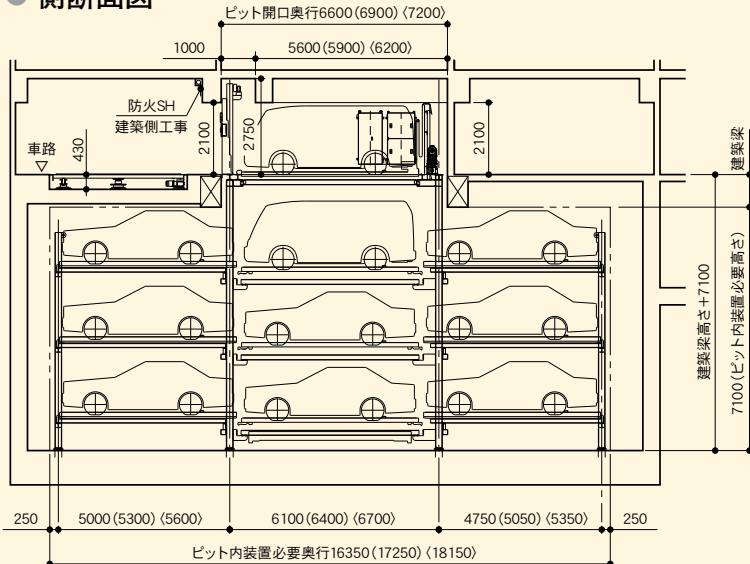 側断面図
ピット開口奥行6600(6900)〈7200〉
1000
5600(5900)〈6200〉
防火SH
建築側工事
車路
430
2100
2750
2100
建築梁
建築梁高さ+7100
7100(ピット内装置必要高さ)
250
5000(5300)〈5600〉
6100(6400)〈6700〉
4750(5050)〈5350〉
250
ピット内装置必要奥行16350(17250)〈18150〉